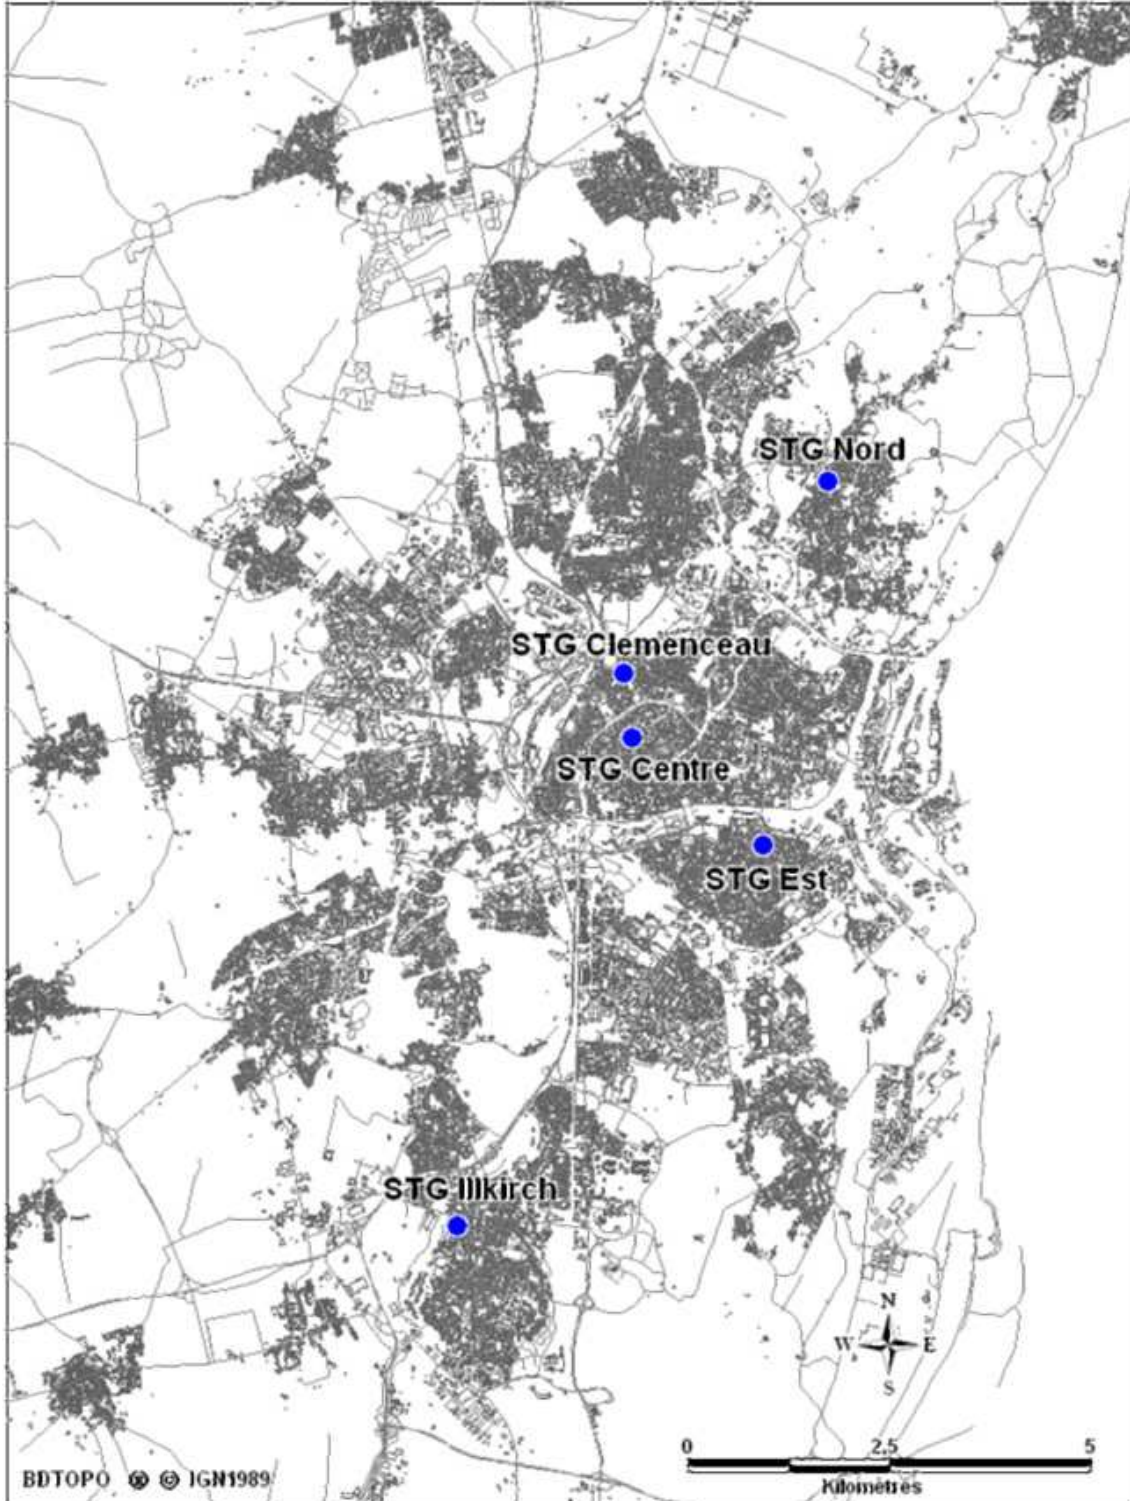 STG Nord
STG Clemenceau
STG Centre
STG Est
STG Illkirch
N
W E
S
0 2.5 5
Kilomètres
BDTOPO ® © IGN1989